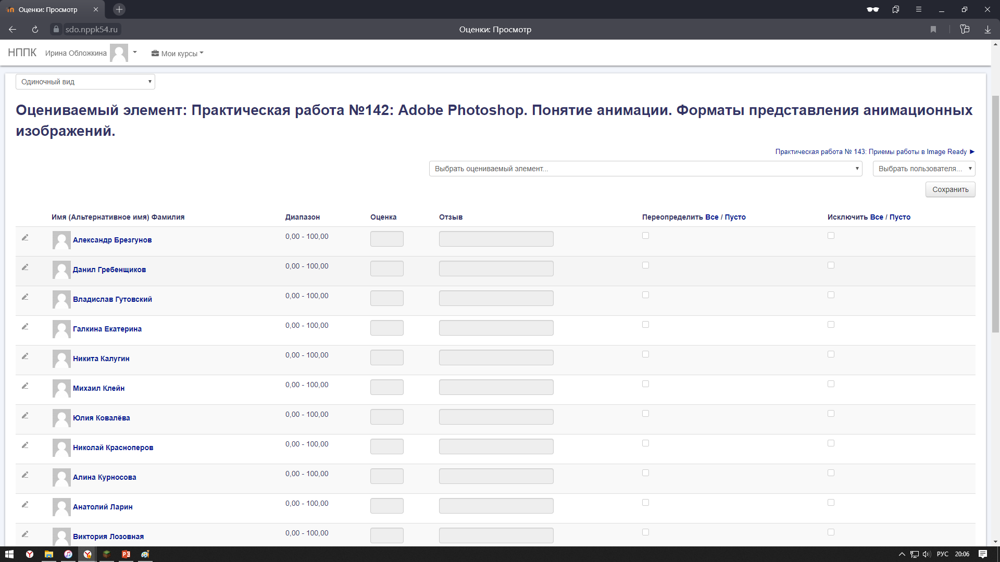 Оценки: Просмотр
sdo.nppk54.ru
Оценки: Просмотр
НППК
Ирина Обложкина
Мои курсы
Одиночный вид
Оцениваемый элемент: Практическая работа №142: Adobe Photoshop. Понятие анимации. Форматы представления анимационных
изображений.
Практическая работа № 143: Приемы работы в Image Ready ►
Выбрать оцениваемый элемент... Выбрать пользователя...
Сохранить
Имя (Альтернативное имя) Фамилия Диапазон Оценка Отзыв Переопределить Все / Пусто Исключить Все / Пусто
Александр Брезгунов 0,00 - 100,00
Данил Гребенщиков 0,00 - 100,00
Владислав Гутовский 0,00 - 100,00
Галкина Екатерина 0,00 - 100,00
Никита Калугин 0,00 - 100,00
Михаил Клейн 0,00 - 100,00
Юлия Ковалёва 0,00 - 100,00
Николай Красноперов 0,00 - 100,00
Алина Курносова 0,00 - 100,00
Анатолий Ларин 0,00 - 100,00
Виктория Лозовная 0,00 - 100,00
РУС 20:06